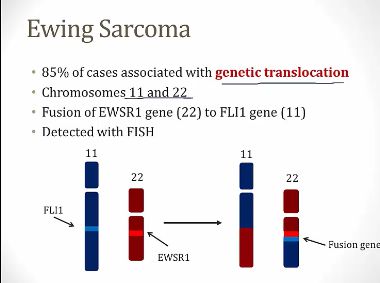 Ewing Sarcoma
• 85% of cases associated with genetic translocation
• Chromosomes 11 and 22
• Fusion of EWSR1 gene (22) to FLI1 gene (11)
• Detected with FISH
11
22
FLI1
EWSR1
11
22
Fusion gene